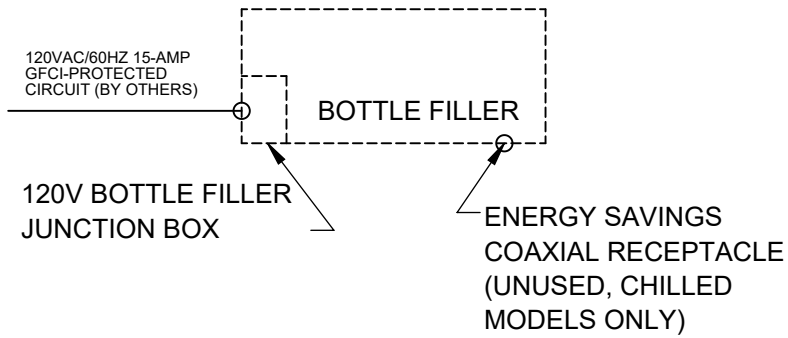 120VAC/60HZ 15-AMP
GFCI-PROTECTED
CIRCUIT (BY OTHERS)
BOTTLE FILLER
120V BOTTLE FILLER
JUNCTION BOX
ENERGY SAVINGS
COAXIAL RECEPTACLE
(UNUSED, CHILLED
MODELS ONLY)